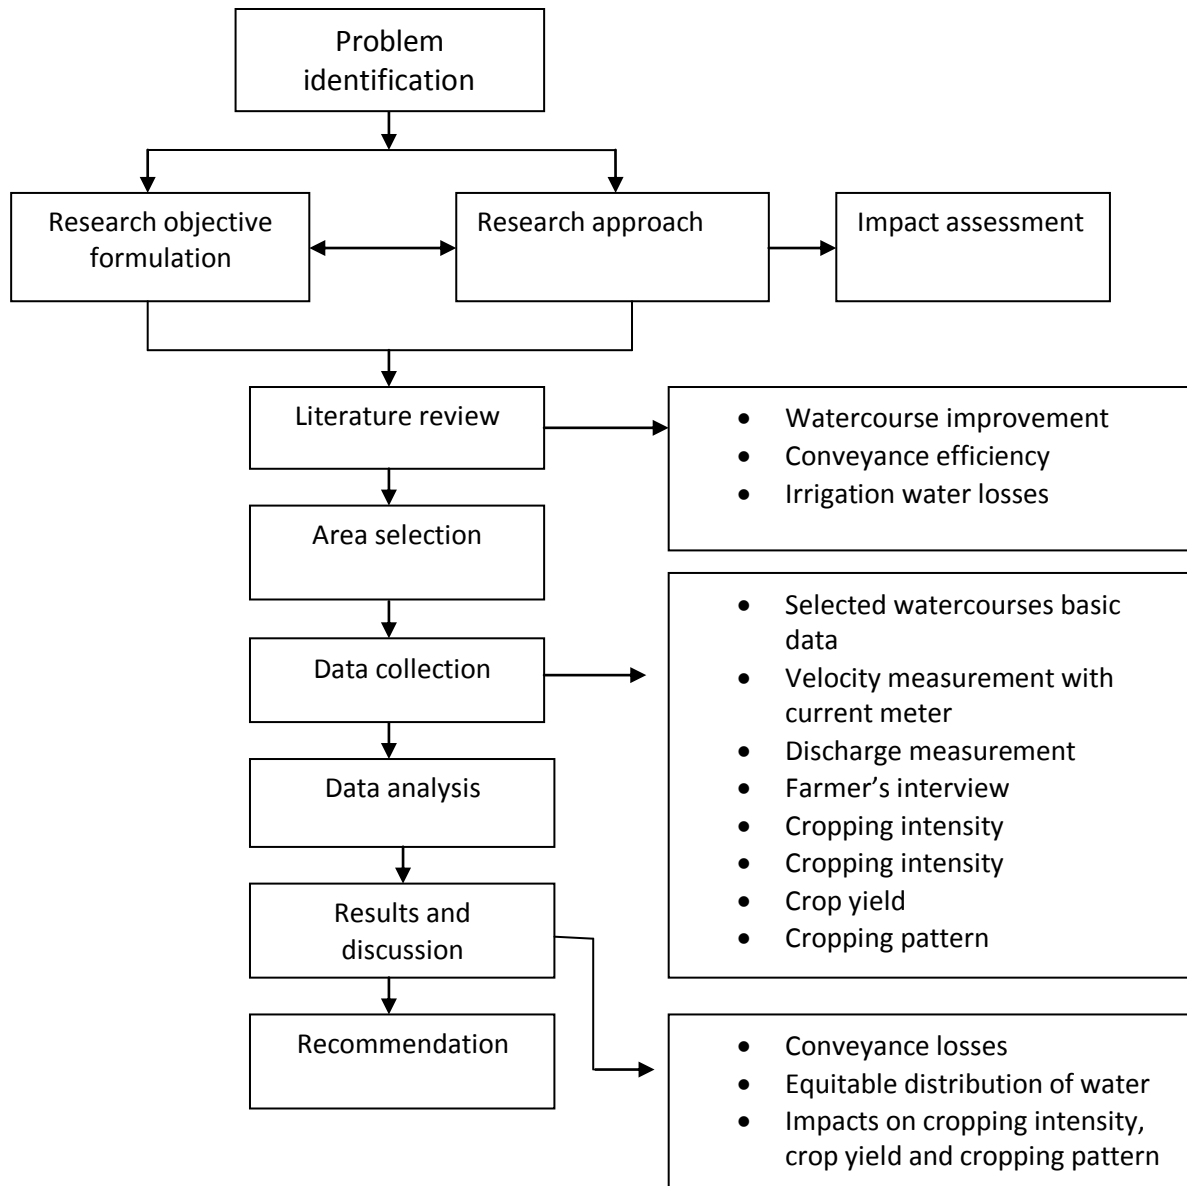 Problem
identification
Research objective
formulation
Research approach
Impact assessment
Literature review
• Watercourse improvement
• Conveyance efficiency
• Irrigation water losses
Area selection
Data collection
• Selected watercourses basic
data
• Velocity measurement with
current meter
• Discharge measurement
• Farmer’s interview
• Cropping intensity
• Cropping intensity
• Crop yield
• Cropping pattern
Data analysis
Results and
discussion
Recommendation
• Conveyance losses
• Equitable distribution of water
• Impacts on cropping intensity,
crop yield and cropping pattern